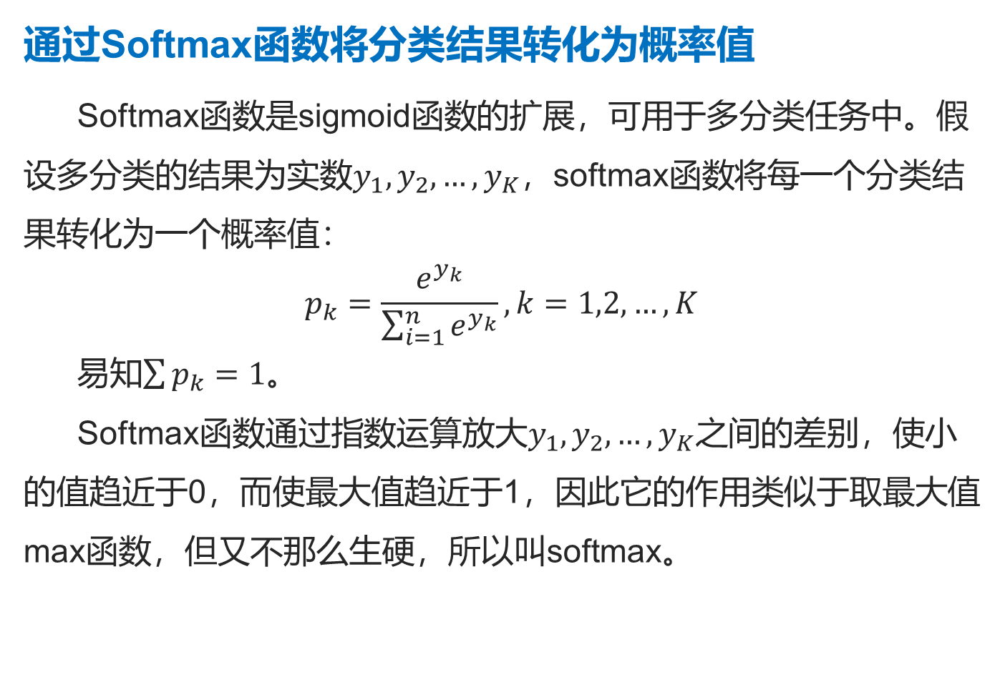 通过Softmax函数将分类结果转化为概率值
Softmax函数是sigmoid函数的扩展，可用于多分类任务中。假
设多分类的结果为实数$y_1, y_2, \ldots, y_K$，softmax函数将每一个分类结
果转化为一个概率值：
$p_k = \frac{e^{y_k}}{\sum_{i=1}^{n} e^{y_k}}, k = 1,2, \ldots, K$
易知$\sum p_k = 1$。
Softmax函数通过指数运算放大$y_1, y_2, \ldots, y_K$之间的差别，使小
的值趋近于0，而使最大值趋近于1，因此它的作用类似于取最大值
max函数，但又不那么生硬，所以叫softmax。